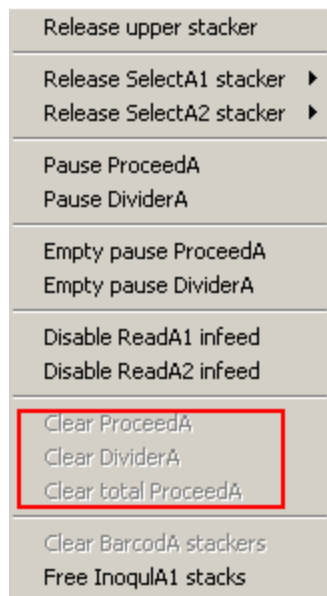 Release upper stacker
Release SelectA1 stacker
Release SelectA2 stacker
Pause ProceedA
Pause DividerA
Empty pause ProceedA
Empty pause DividerA
Disable ReadA1 infeed
Disable ReadA2 infeed
Clear ProceedA
Clear DividerA
Clear total ProceedA
Clear BarcodA stackers
Free InoqulA1 stacks